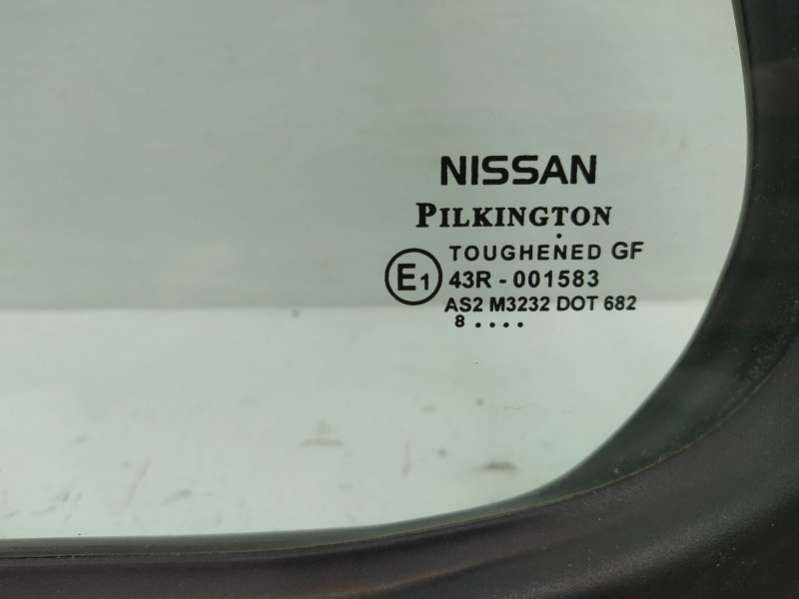 NISSAN
PILKINGTON
TOUGHENED GF
E1 43R - 001583
AS2 M3232 DOT 682
8 ....